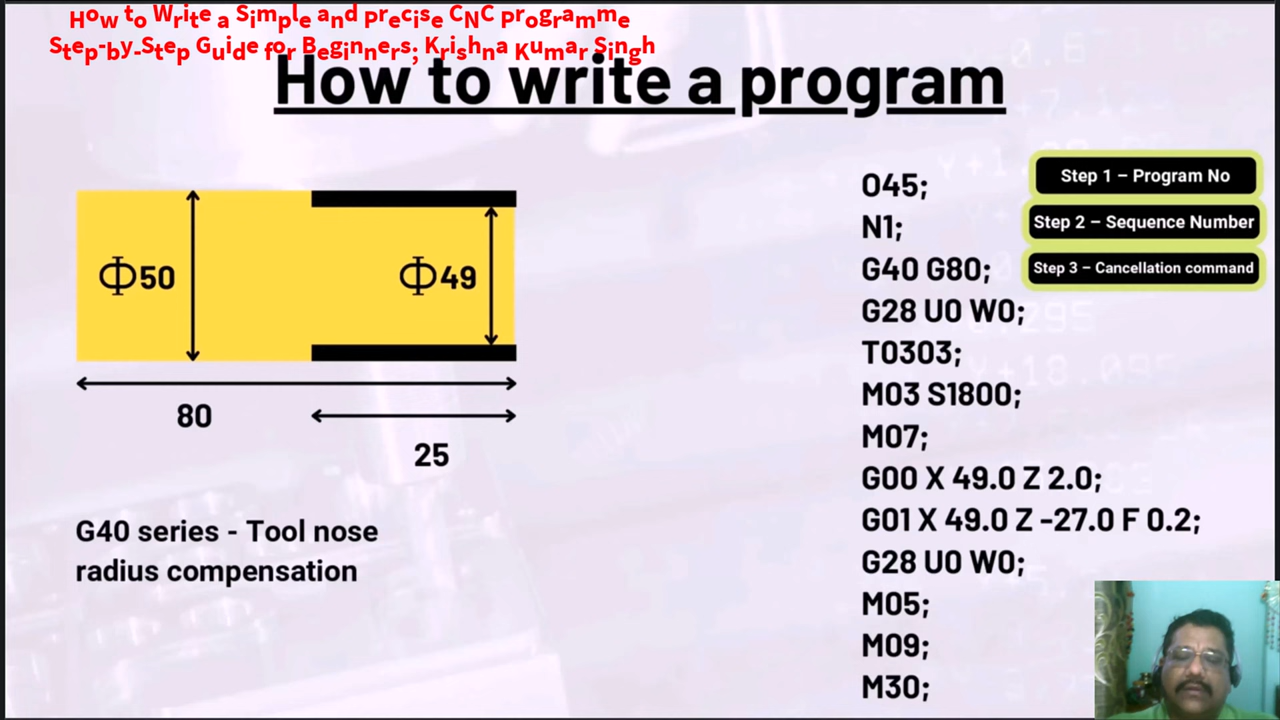 How to Write a Simple and precise CNC programme
Step-by-Step Guide for Beginners; Krishna Kumar Singh
How to write a program
Φ50
Φ49
80
25
G40 series - Tool nose
radius compensation
O45;
N1;
G40 G80;
G28 U0 W0;
T0303;
M03 S1800;
M07;
G00 X 49.0 Z 2.0;
G01 X 49.0 Z -27.0 F 0.2;
G28 U0 W0;
M05;
M09;
M30;
Step 1 – Program No
Step 2 – Sequence Number
Step 3 – Cancellation command